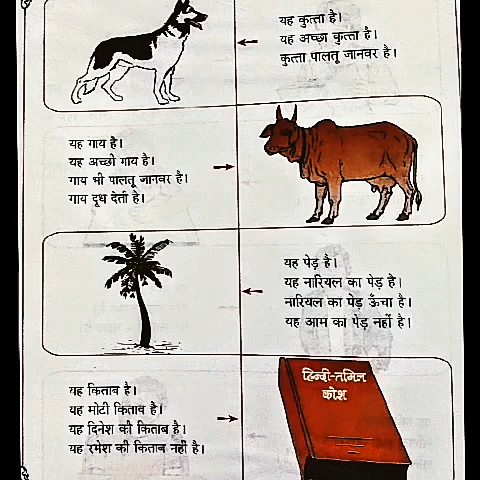 यह कुत्ता है।
यह अच्छा कुत्ता है।
कुत्ता पालतू जानवर है।
यह गाय है।
यह अच्छी गाय है।
गाय भी पालतू जानवर है।
गाय दूध देती है।
यह पेड़ है।
यह नारियल का पेड़ है।
नारियल का पेड़ ऊँचा है।
यह आम का पेड़ नहीं है।
यह किताब है।
यह मोटी किताब है।
यह दिनेश की किताब है।
यह रमेश की किताब नहीं है।
हिन्दी-तमिल
कोश